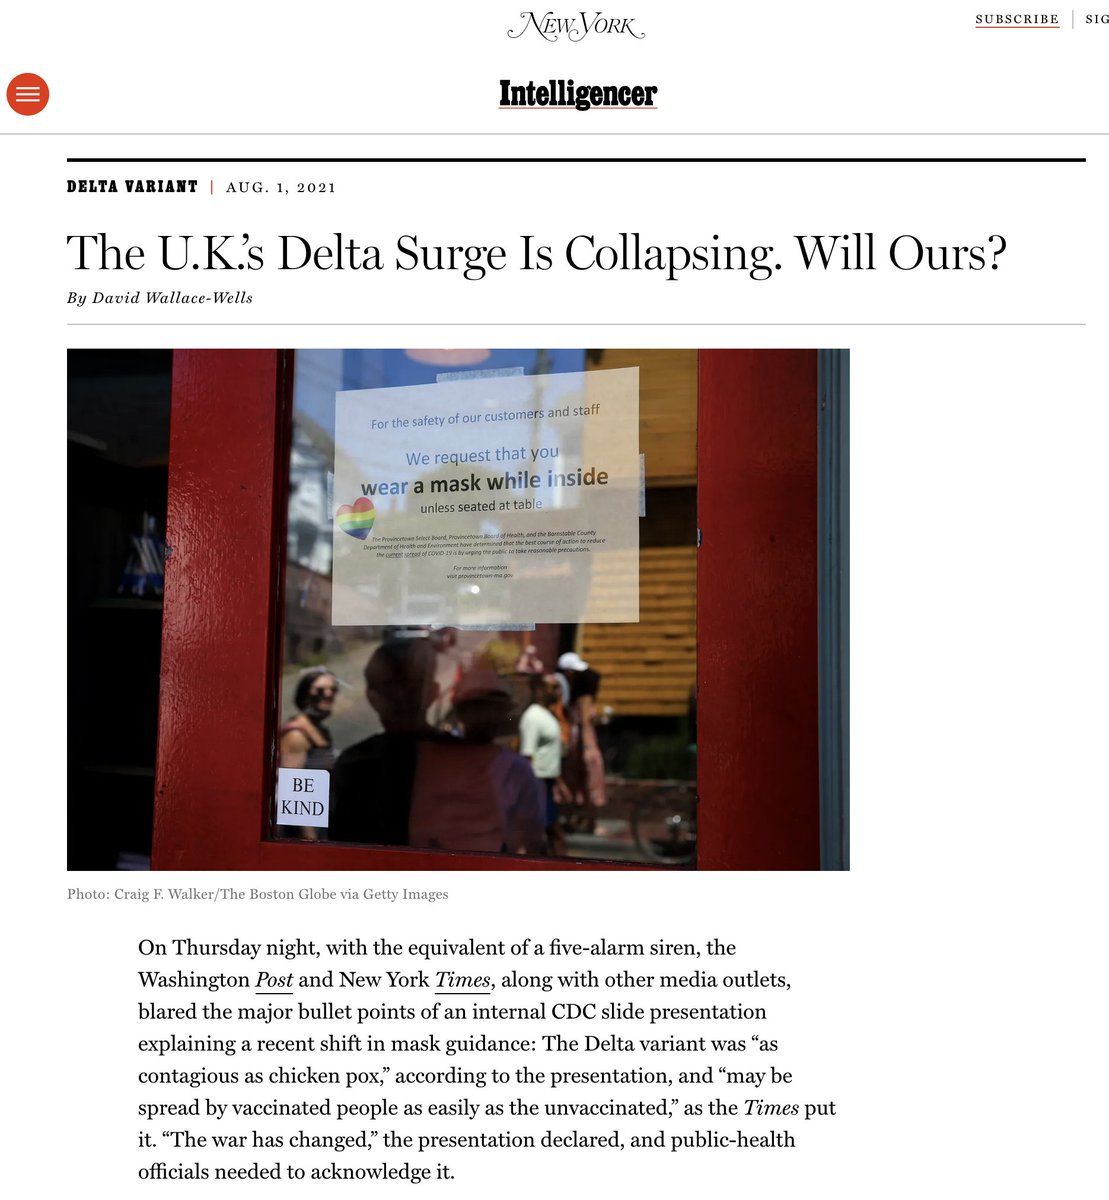 NEW YORK
SUBSCRIBE | SIG
Intelligencer
DELTA VARIANT | AUG. 1, 2021
The U.K.’s Delta Surge Is Collapsing. Will Ours?
By David Wallace-Wells
For the safety of our customers and staff
We request that you
wear a mask while inside
unless seated at table
The Provincetown Select Board, Provincetown Board of Health, and the Barnstable County
Department of Health and Environment have determined that the best course of action to reduce
the current spread of COVID-19 is by urging the public to take reasonable precautions.
For more information
visit provincetown-ma.gov
BE
KIND
Photo: Craig F. Walker/The Boston Globe via Getty Images
On Thursday night, with the equivalent of a five-alarm siren, the
Washington Post and New York Times, along with other media outlets,
blared the major bullet points of an internal CDC slide presentation
explaining a recent shift in mask guidance: The Delta variant was “as
contagious as chicken pox,” according to the presentation, and “may be
spread by vaccinated people as easily as the unvaccinated,” as the Times put
it. “The war has changed,” the presentation declared, and public-health
officials needed to acknowledge it.